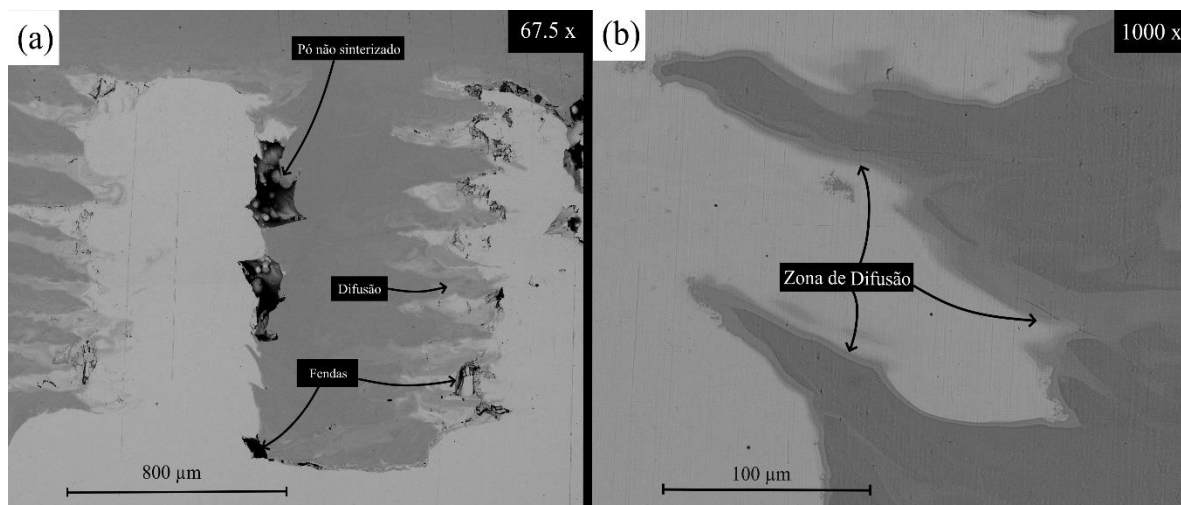 (a)
67.5 x
Pó não sinterizado
Difusão
Fendas
800 µm
(b)
1000 x
Zona de Difusão
100 µm